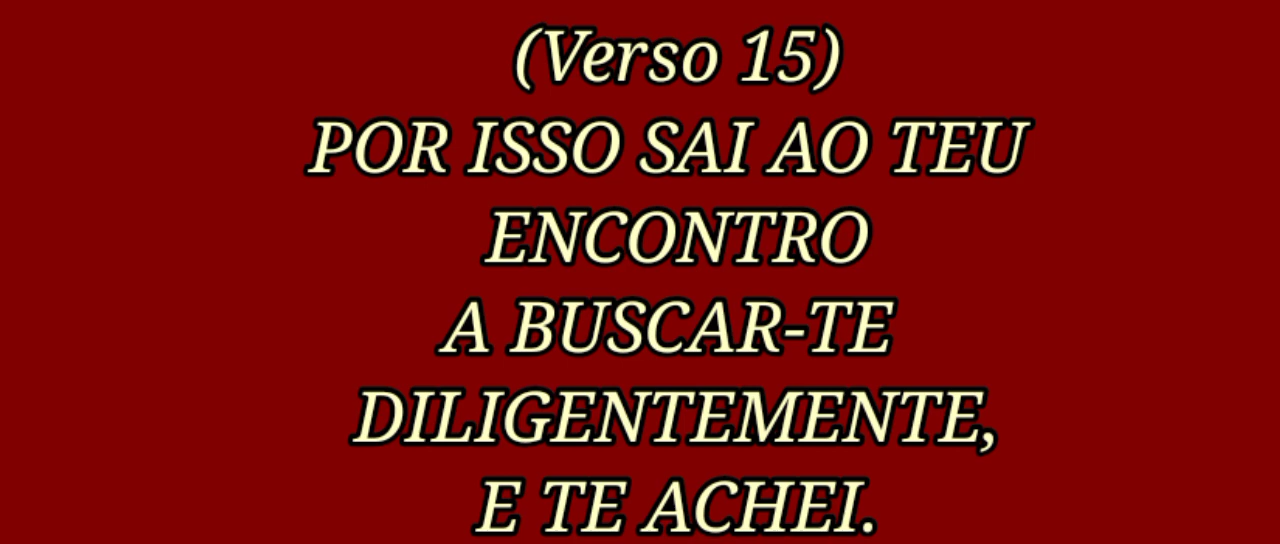 (Verso 15)
POR ISSO SAI AO TEU
ENCONTRO
A BUSCAR-TE
DILIGENTEMENTE,
E TE ACHEI.